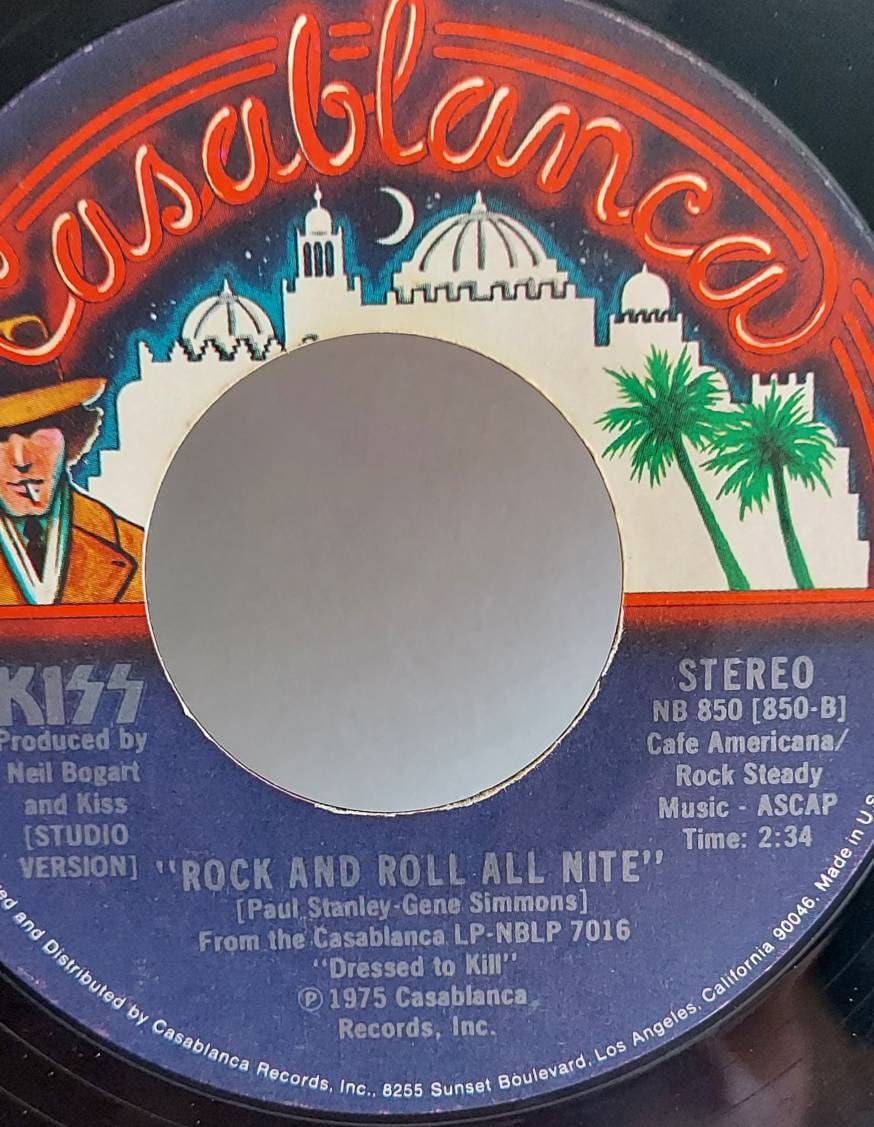 Casablanca
KISS
Produced by
Neil Bogart
and Kiss
[STUDIO
VERSION]
STEREO
NB 850 [850-B]
Cafe Americana/
Rock Steady
Music - ASCAP
Time: 2:34
"ROCK AND ROLL ALL NITE"
[Paul Stanley-Gene Simmons]
From the Casablanca LP-NBLP 7016
"Dressed to Kill"
℗ 1975 Casablanca
Records, Inc.
and Distributed by Casablanca Records, Inc., 8255 Sunset Boulevard, Los Angeles, California 90046. Made in U.S.